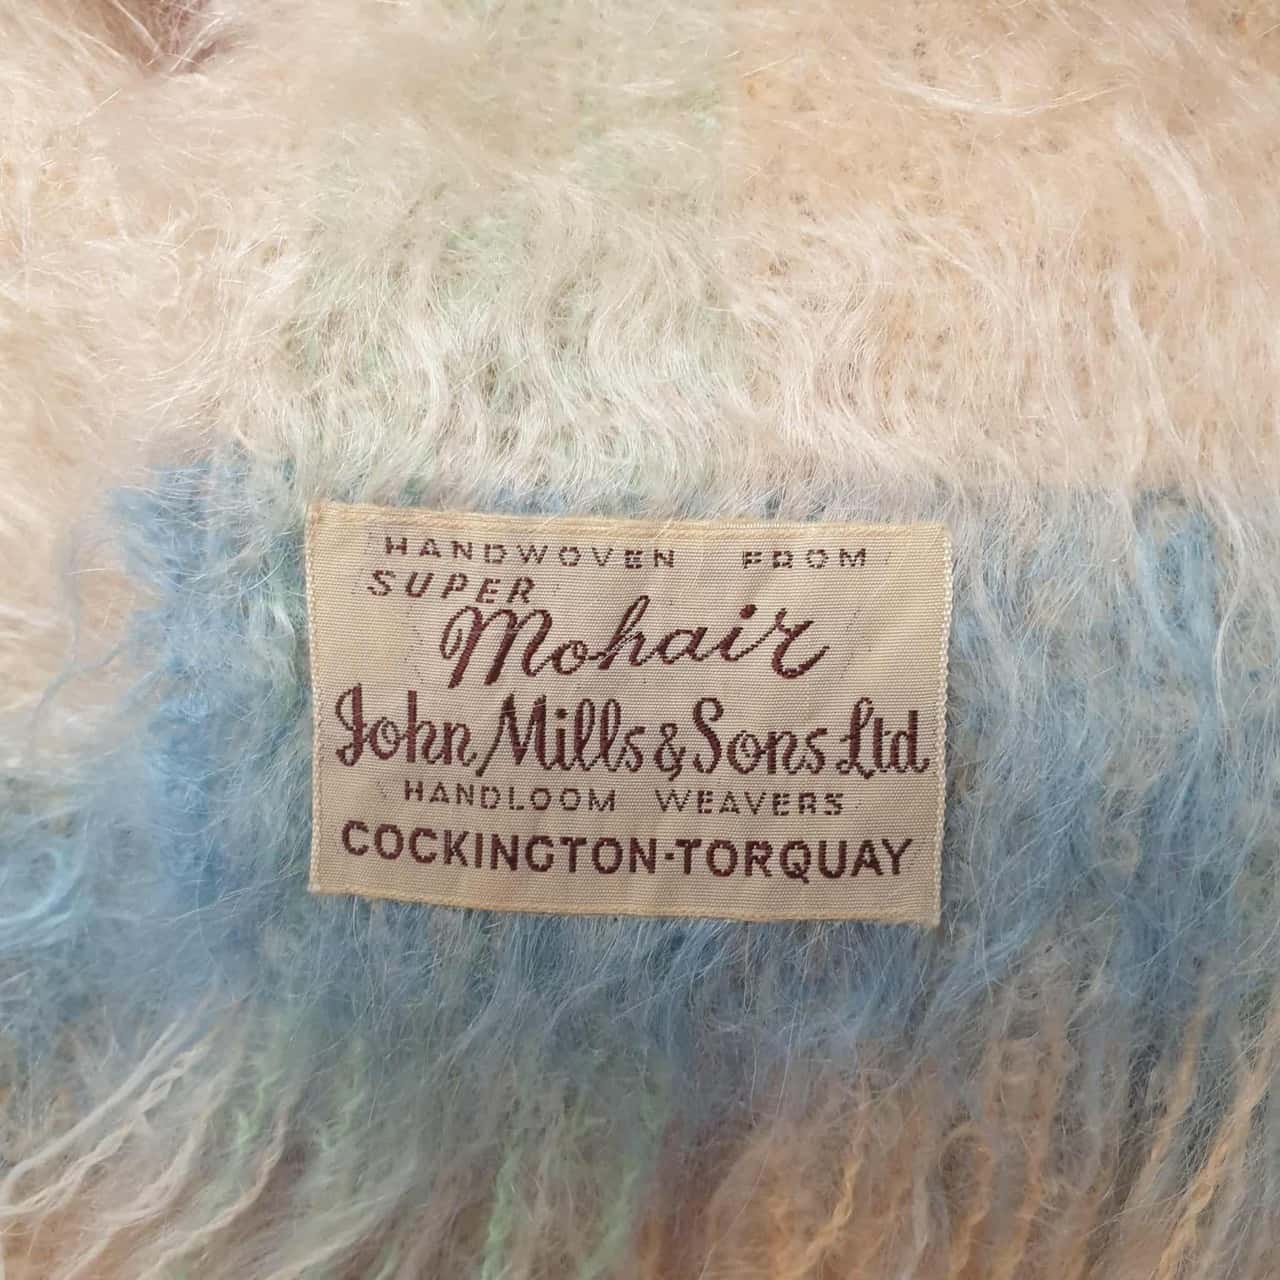 HANDWOVEN FROM
SUPER
Mohair
John Mills & Sons Ltd
HANDLOOM WEAVERS
COCKINGTON-TORQUAY